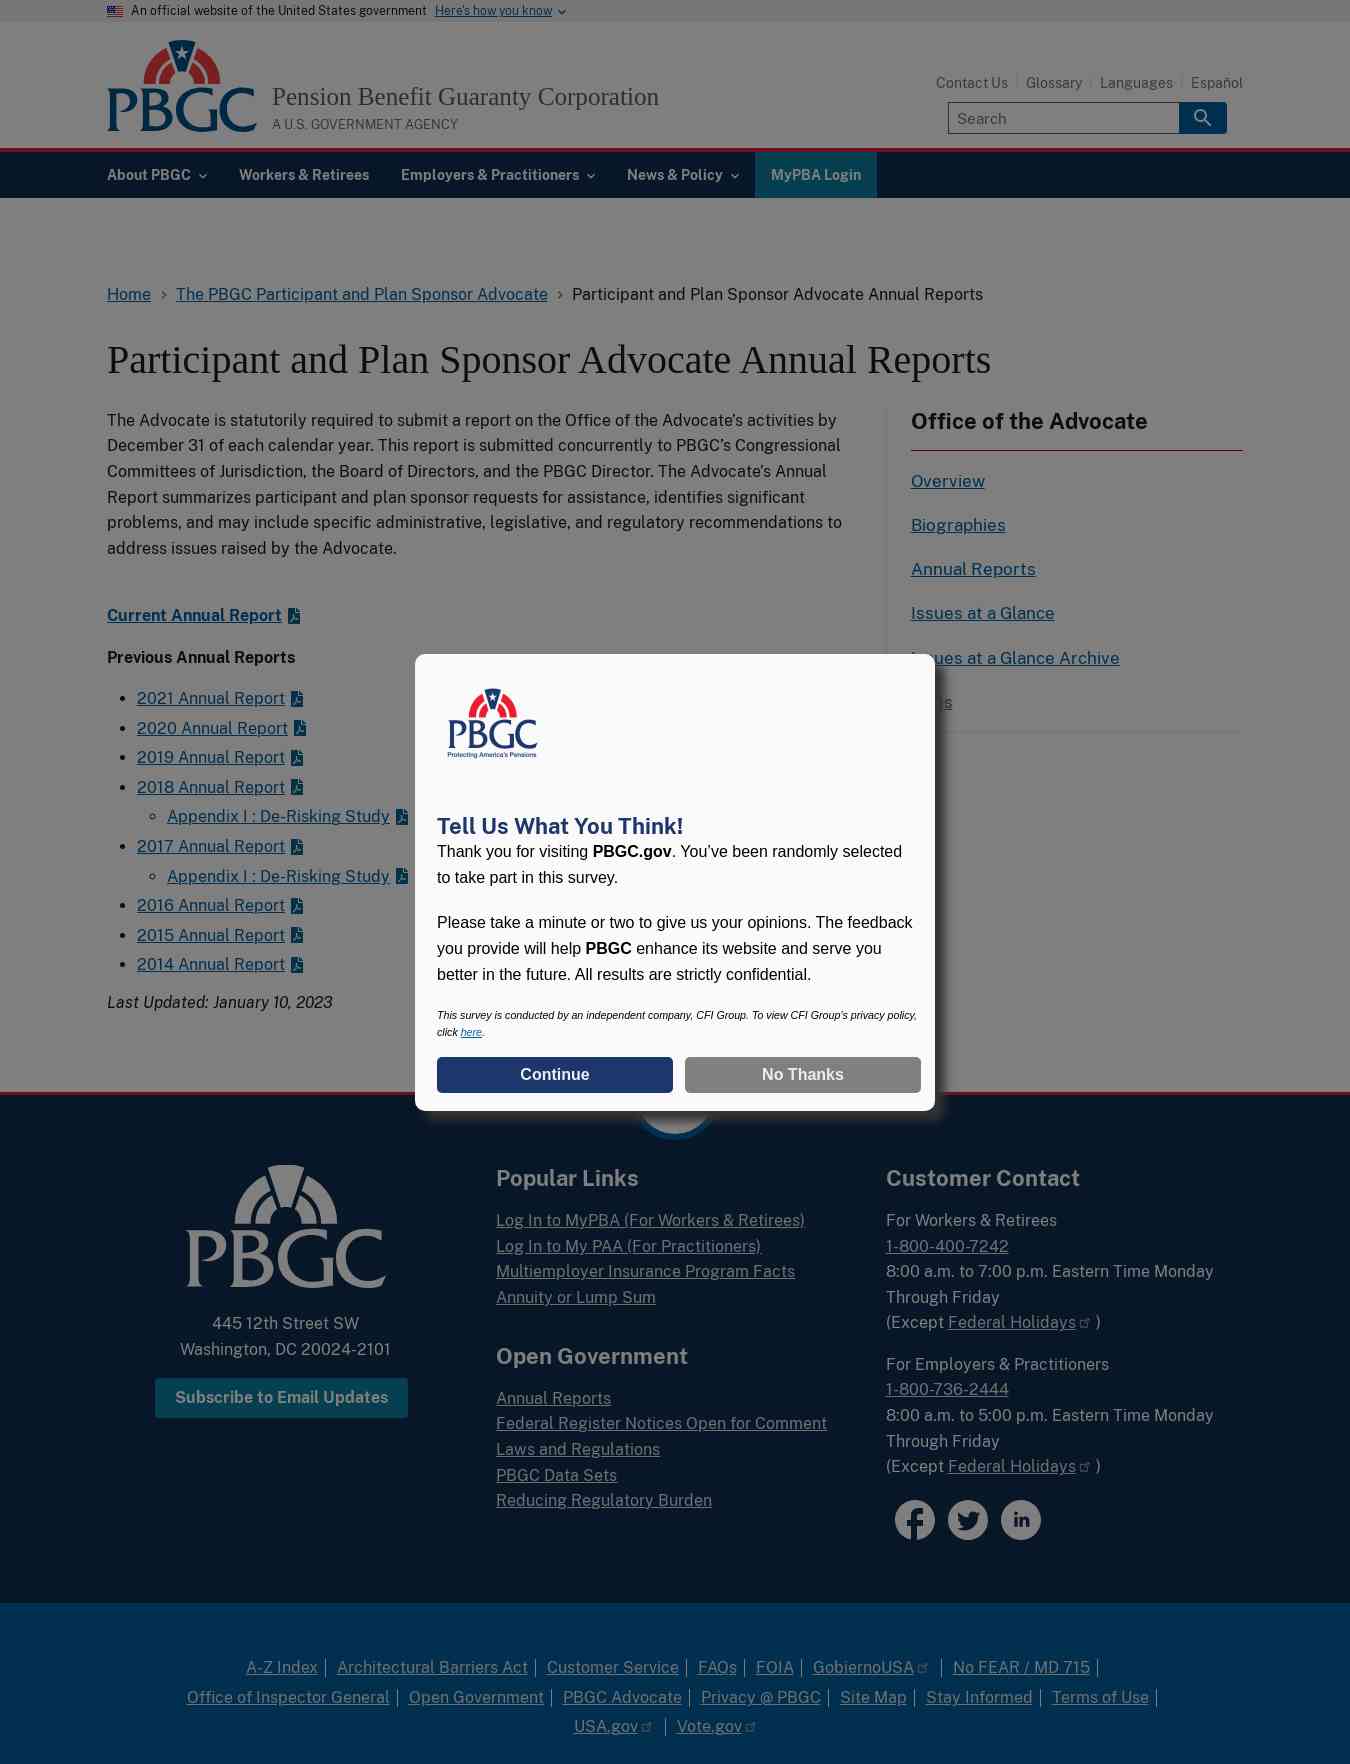 An official website of the United States government Here's how you know
PBGC
Pension Benefit Guaranty Corporation
A U.S. GOVERNMENT AGENCY
Contact Us Glossary Languages Español
Search
About PBGC Workers & Retirees Employers & Practitioners News & Policy MyPBA Login
Home The PBGC Participant and Plan Sponsor Advocate Participant and Plan Sponsor Advocate Annual Reports
Participant and Plan Sponsor Advocate Annual Reports
The Advocate is statutorily required to submit a report on the Office of the Advocate's activities by
December 31 of each calendar year. This report is submitted concurrently to PBGC's Congressional
Committees of Jurisdiction, the Board of Directors, and the PBGC Director. The Advocate's Annual
Report summarizes participant and plan sponsor requests for assistance, identifies significant
problems, and may include specific administrative, legislative, and regulatory recommendations to
address issues raised by the Advocate.
Current Annual Report
Previous Annual Reports
2021 Annual Report
2020 Annual Report
2019 Annual Report
2018 Annual Report
Appendix I : De-Risking Study
2017 Annual Report
Appendix I : De-Risking Study
2016 Annual Report
2015 Annual Report
2014 Annual Report
Last Updated: January 10, 2023
Office of the Advocate
Overview
Biographies
Annual Reports
Issues at a Glance
at a Glance Archive
PBGC
Protecting America's Pensions
Tell Us What You Think!
Thank you for visiting PBGC.gov. You've been randomly selected
to take part in this survey.
Please take a minute or two to give us your opinions. The feedback
you provide will help PBGC enhance its website and serve you
better in the future. All results are strictly confidential.
This survey is conducted by an independent company, CFI Group. To view CFI Group's privacy policy,
click here.
Continue No Thanks
PBGC
445 12th Street SW
Washington, DC 20024-2101
Subscribe to Email Updates
Popular Links
Log In to MyPBA (For Workers & Retirees)
Log In to My PAA (For Practitioners)
Multiemployer Insurance Program Facts
Annuity or Lump Sum
Open Government
Annual Reports
Federal Register Notices Open for Comment
Laws and Regulations
PBGC Data Sets
Reducing Regulatory Burden
Customer Contact
For Workers & Retirees
1-800-400-7242
8:00 a.m. to 7:00 p.m. Eastern Time Monday
Through Friday
(Except Federal Holidays )
For Employers & Practitioners
1-800-736-2444
8:00 a.m. to 5:00 p.m. Eastern Time Monday
Through Friday
(Except Federal Holidays )
A-Z Index Architectural Barriers Act Customer Service FAQs FOIA GobiernoUSA No FEAR / MD 715
Office of Inspector General Open Government PBGC Advocate Privacy @ PBGC Site Map Stay Informed Terms of Use
USA.gov Vote.gov